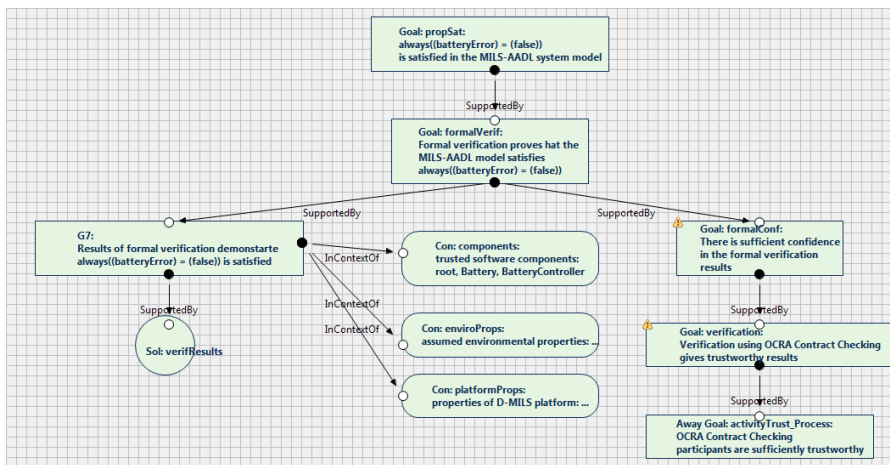 Goal: propSat:
always((batteryError) = (false))
is satisfied in the MILS-AADL system model
SupportedBy
Goal: formalVerif:
Formal verification proves hat the
MILS-AADL model satisfies
always((batteryError) = (false))
SupportedBy
SupportedBy
G7:
Results of formal verification demonstarte
always((batteryError) = (false)) is satisfied
InContextOf
InContextOf
InContextOf
Con: components:
trusted software components:
root, Battery, BatteryController
Goal: formalConf:
There is sufficient confidence
in the formal verification
results
SupportedBy
Sol: verifResults
Con: enviroProps:
assumed environmental properties: ...
SupportedBy
Goal: verification:
Verification using OCRA Contract Checking
gives trustworthy results
Con: platformProps:
properties of D-MILS platform: ...
SupportedBy
Away Goal: activityTrust_Process:
OCRA Contract Checking
participants are sufficiently trustworthy